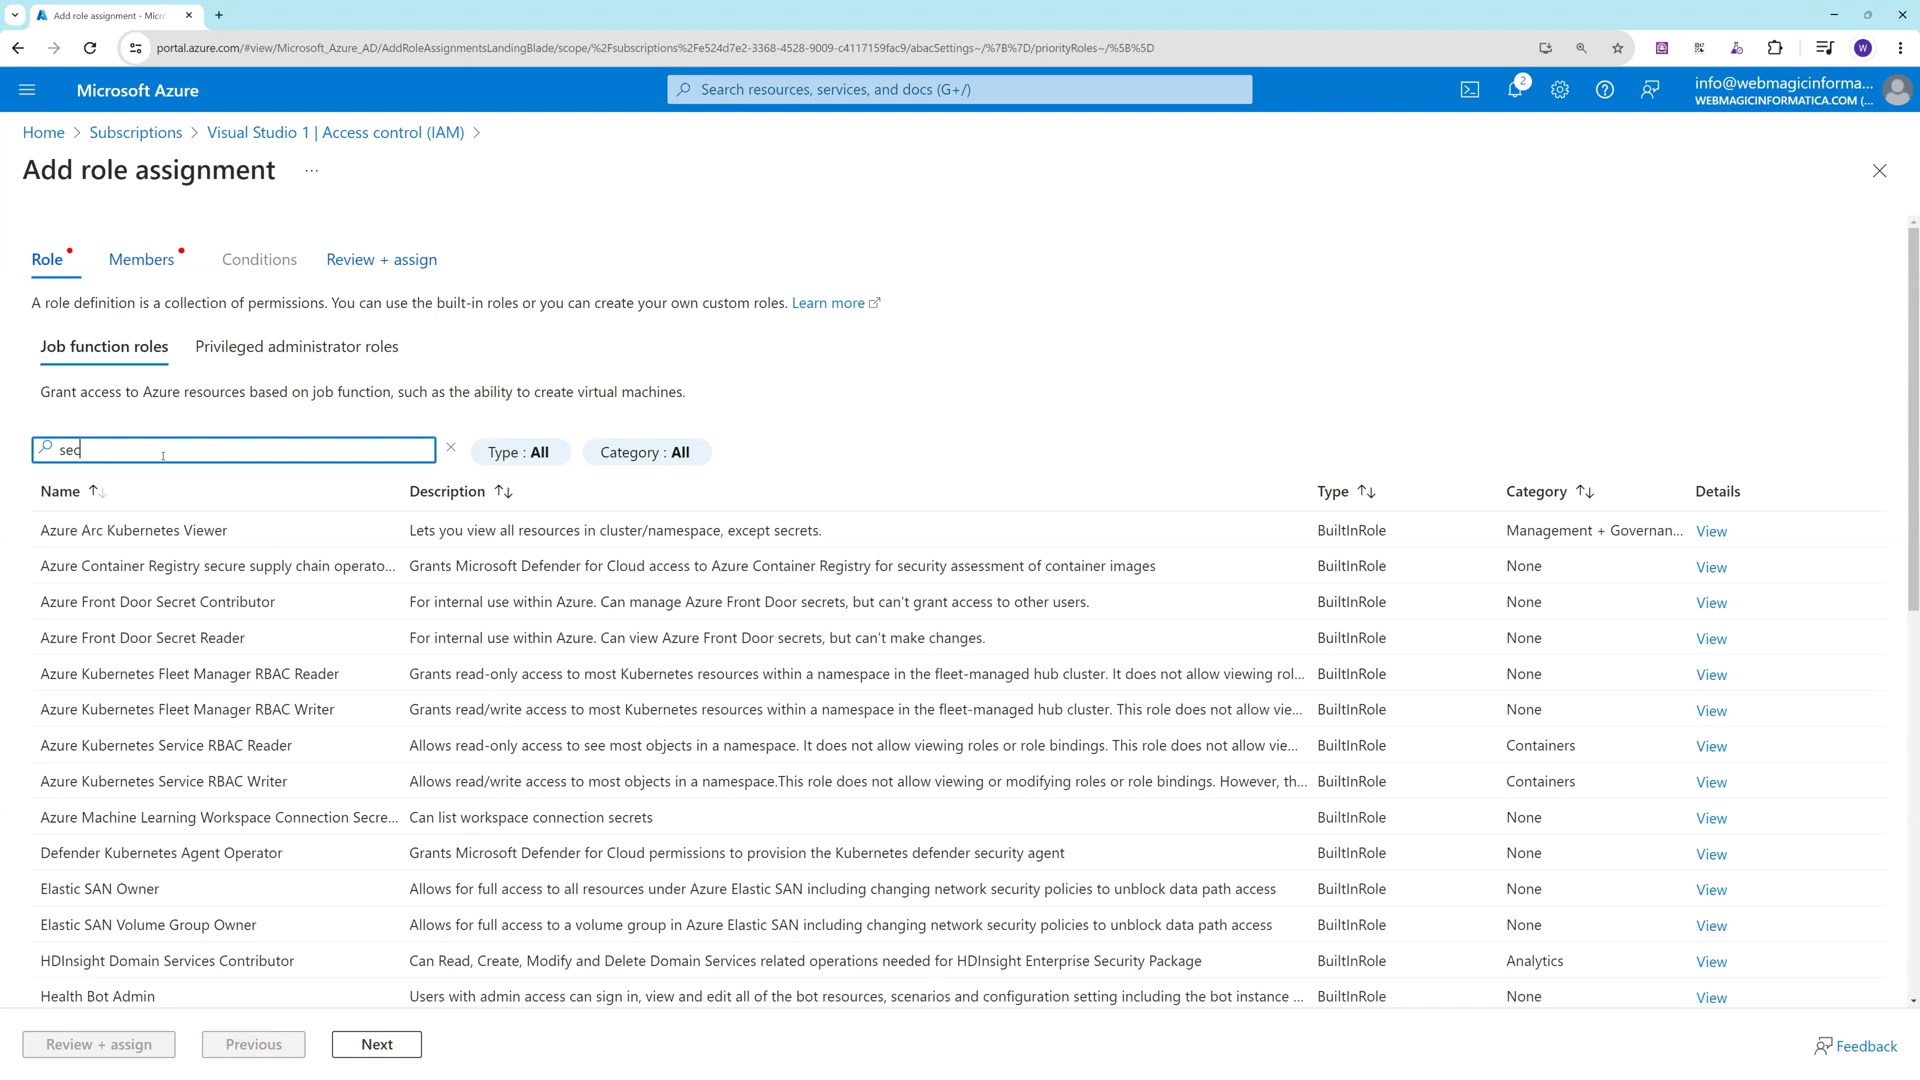 Add role assignment - Micr
portal.azure.com/#view/Microsoft_Azure_AD/AddRoleAssignmentsLandingBlade/scope/%2Fsubscriptions%2Fe524d7e2-3368-4528-9009-c4117159fac9/abacSettings~/%7B%7D/priorityRoles~/%5B%5D
W
Microsoft Azure
Search resources, services, and docs (G+/)
2
info@webmagicinforma...
WEBMAGICINFORMATICA.COM (...
Home > Subscriptions > Visual Studio 1 | Access control (IAM) >
Add role assignment ...
Role Members Conditions Review + assign
A role definition is a collection of permissions. You can use the built-in roles or you can create your own custom roles. Learn more
Job function roles Privileged administrator roles
Grant access to Azure resources based on job function, such as the ability to create virtual machines.
sec Type : All Category : All
Name Description Type Category Details
Azure Arc Kubernetes Viewer Lets you view all resources in cluster/namespace, except secrets. BuiltInRole Management + Governan... View
Azure Container Registry secure supply chain operato... Grants Microsoft Defender for Cloud access to Azure Container Registry for security assessment of container images BuiltInRole None View
Azure Front Door Secret Contributor For internal use within Azure. Can manage Azure Front Door secrets, but can't grant access to other users. BuiltInRole None View
Azure Front Door Secret Reader For internal use within Azure. Can view Azure Front Door secrets, but can't make changes. BuiltInRole None View
Azure Kubernetes Fleet Manager RBAC Reader Grants read-only access to most Kubernetes resources within a namespace in the fleet-managed hub cluster. It does not allow viewing rol... BuiltInRole None View
Azure Kubernetes Fleet Manager RBAC Writer Grants read/write access to most Kubernetes resources within a namespace in the fleet-managed hub cluster. This role does not allow vie... BuiltInRole None View
Azure Kubernetes Service RBAC Reader Allows read-only access to see most objects in a namespace. It does not allow viewing roles or role bindings. This role does not allow vie... BuiltInRole Containers View
Azure Kubernetes Service RBAC Writer Allows read/write access to most objects in a namespace.This role does not allow viewing or modifying roles or role bindings. However, th... BuiltInRole Containers View
Azure Machine Learning Workspace Connection Secre... Can list workspace connection secrets BuiltInRole None View
Defender Kubernetes Agent Operator Grants Microsoft Defender for Cloud permissions to provision the Kubernetes defender security agent BuiltInRole None View
Elastic SAN Owner Allows for full access to all resources under Azure Elastic SAN including changing network security policies to unblock data path access BuiltInRole None View
Elastic SAN Volume Group Owner Allows for full access to a volume group in Azure Elastic SAN including changing network security policies to unblock data path access BuiltInRole None View
HDInsight Domain Services Contributor Can Read, Create, Modify and Delete Domain Services related operations needed for HDInsight Enterprise Security Package BuiltInRole Analytics View
Health Bot Admin Users with admin access can sign in, view and edit all of the bot resources, scenarios and configuration setting including the bot instance ... BuiltInRole None View
Review + assign Previous Next Feedback